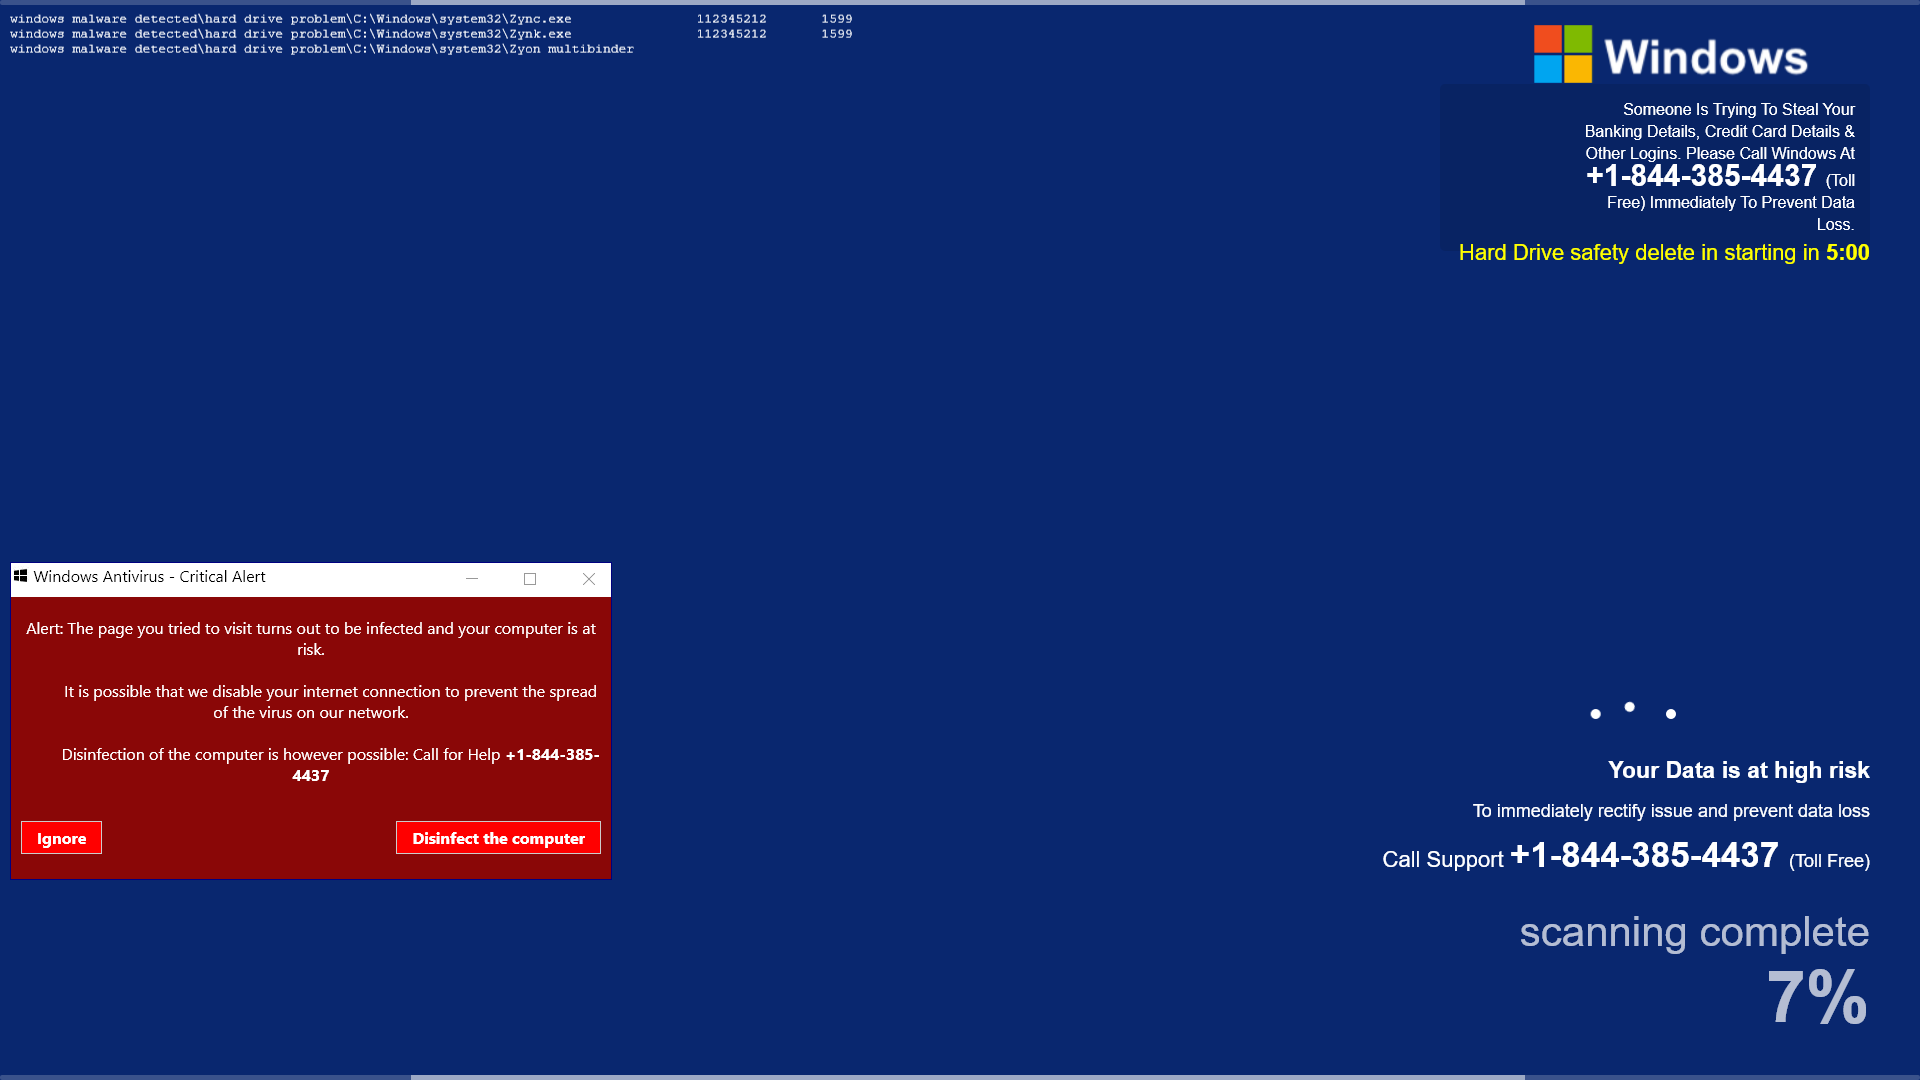 windows malware detected\hard drive problem\C:\Windows\system32\Zync.exe 112345212 1599
windows malware detected\hard drive problem\C:\Windows\system32\Zynk.exe 112345212 1599
windows malware detected\hard drive problem\C:\Windows\system32\Zyon multibinder
Windows
Someone Is Trying To Steal Your
Banking Details, Credit Card Details &
Other Logins. Please Call Windows At
+1-844-385-4437 (Toll
Free) Immediately To Prevent Data
Loss.
Hard Drive safety delete in starting in 5:00
Windows Antivirus - Critical Alert
Alert: The page you tried to visit turns out to be infected and your computer is at
risk.
It is possible that we disable your internet connection to prevent the spread
of the virus on our network.
Disinfection of the computer is however possible: Call for Help +1-844-385-
4437
Ignore
Disinfect the computer
Your Data is at high risk
To immediately rectify issue and prevent data loss
Call Support +1-844-385-4437 (Toll Free)
scanning complete
7%